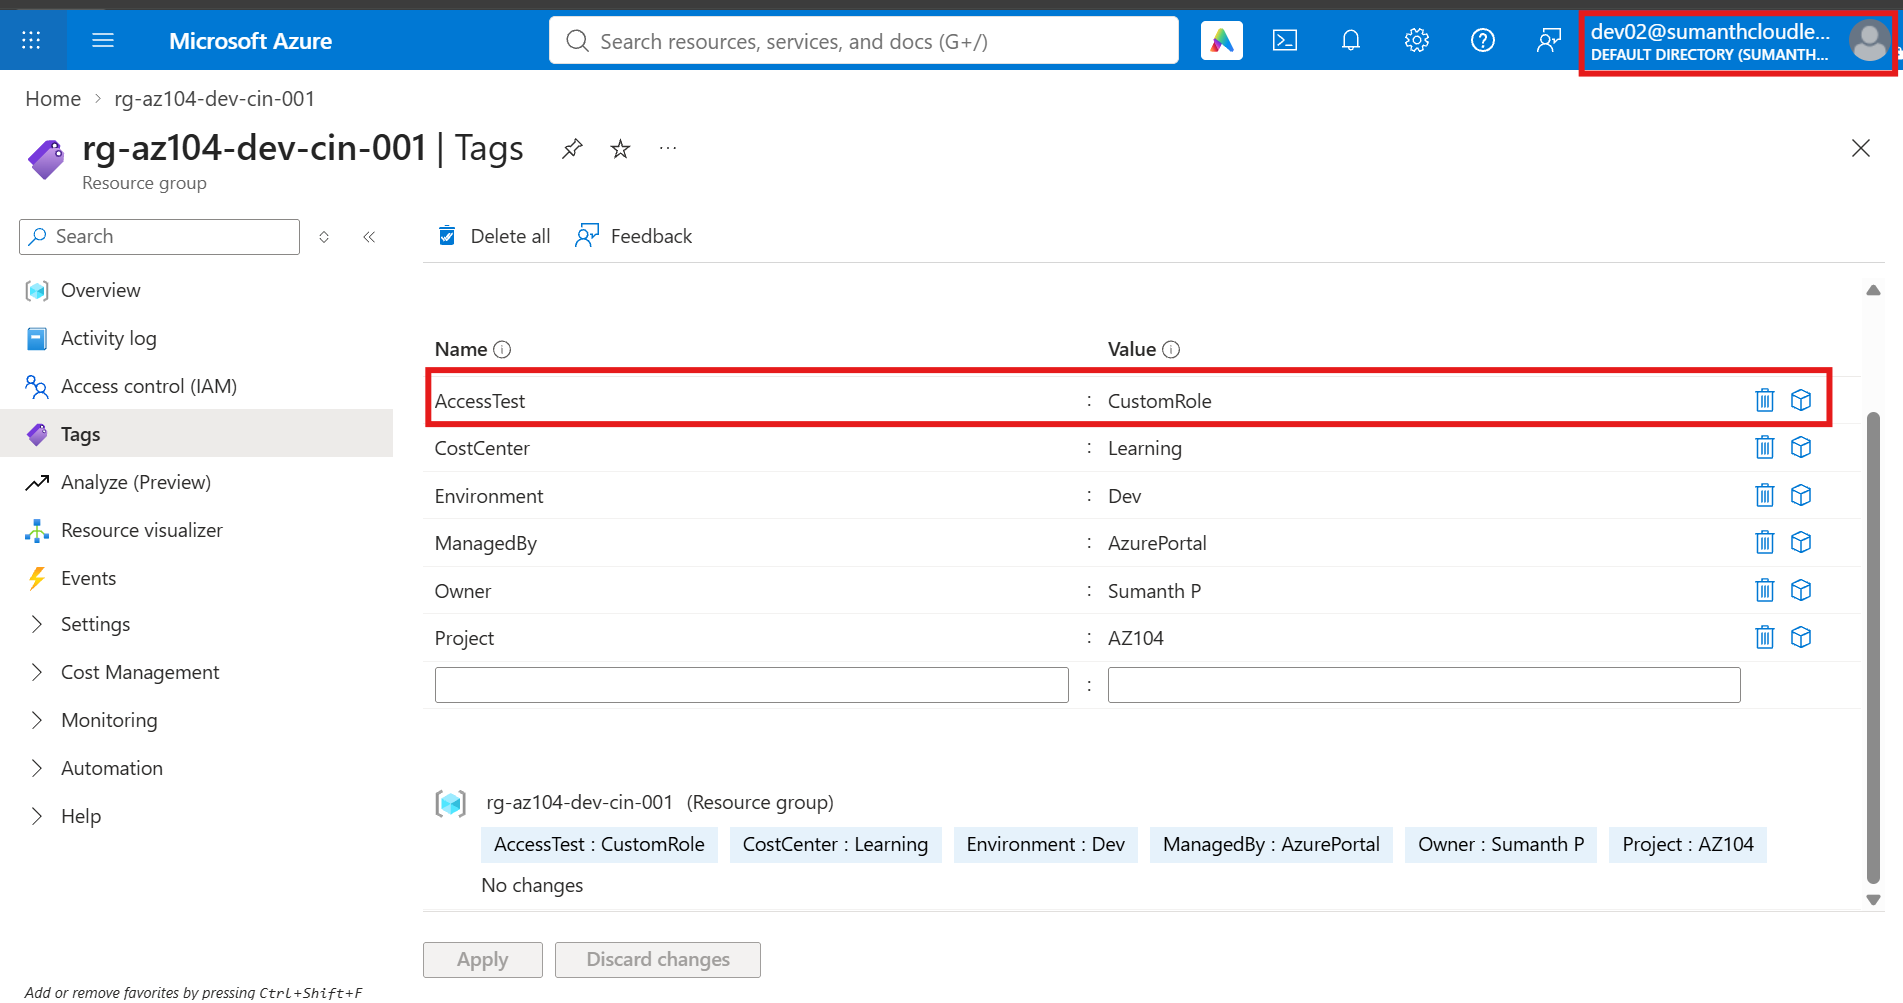 Microsoft Azure
Search resources, services, and docs (G+/)
dev02@sumanthcloudle...
DEFAULT DIRECTORY (SUMANTH...
Home > rg-az104-dev-cin-001
rg-az104-dev-cin-001 | Tags
Resource group
Search
Delete all
Feedback
Overview
Activity log
Access control (IAM)
Tags
Analyze (Preview)
Resource visualizer
Events
Settings
Cost Management
Monitoring
Automation
Help
Name
Value
AccessTest : CustomRole
CostCenter : Learning
Environment : Dev
ManagedBy : AzurePortal
Owner : Sumanth P
Project : AZ104
:
rg-az104-dev-cin-001 (Resource group)
AccessTest : CustomRole
CostCenter : Learning
Environment : Dev
ManagedBy : AzurePortal
Owner : Sumanth P
Project : AZ104
No changes
Apply
Discard changes
Add or remove favorites by pressing Ctrl+Shift+F